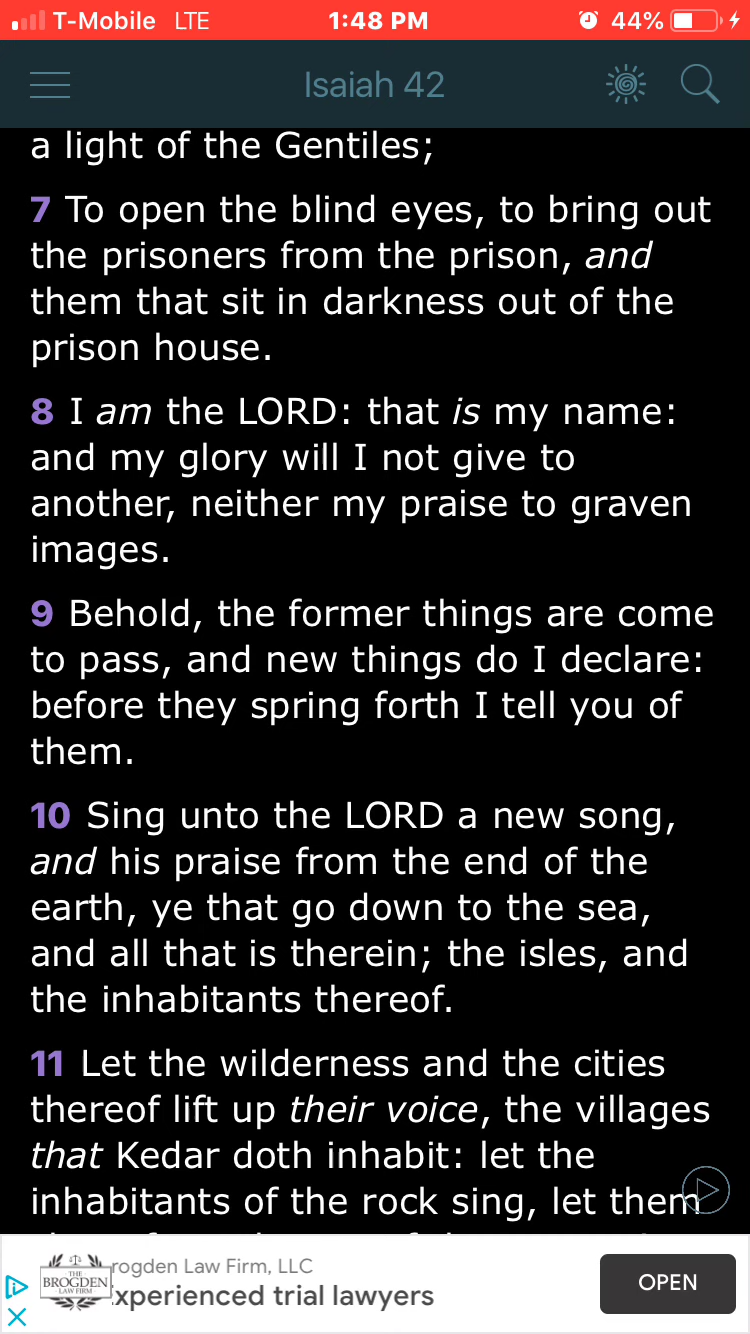 T-Mobile LTE 1:48 PM 44%
Isaiah 42
a light of the Gentiles;
7 To open the blind eyes, to bring out
the prisoners from the prison, and
them that sit in darkness out of the
prison house.
8 I am the LORD: that is my name:
and my glory will I not give to
another, neither my praise to graven
images.
9 Behold, the former things are come
to pass, and new things do I declare:
before they spring forth I tell you of
them.
10 Sing unto the LORD a new song,
and his praise from the end of the
earth, ye that go down to the sea,
and all that is therein; the isles, and
the inhabitants thereof.
11 Let the wilderness and the cities
thereof lift up their voice, the villages
that Kedar doth inhabit: let the
inhabitants of the rock sing, let them
THE
BROGDEN
LAW FIRM
rogden Law Firm, LLC
xperienced trial lawyers
OPEN